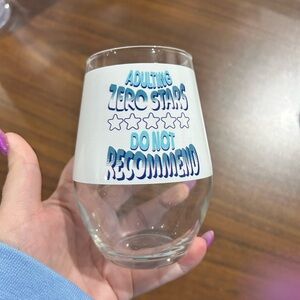 ADULTING
ZERO STARS
DO NOT
RECOMMEND